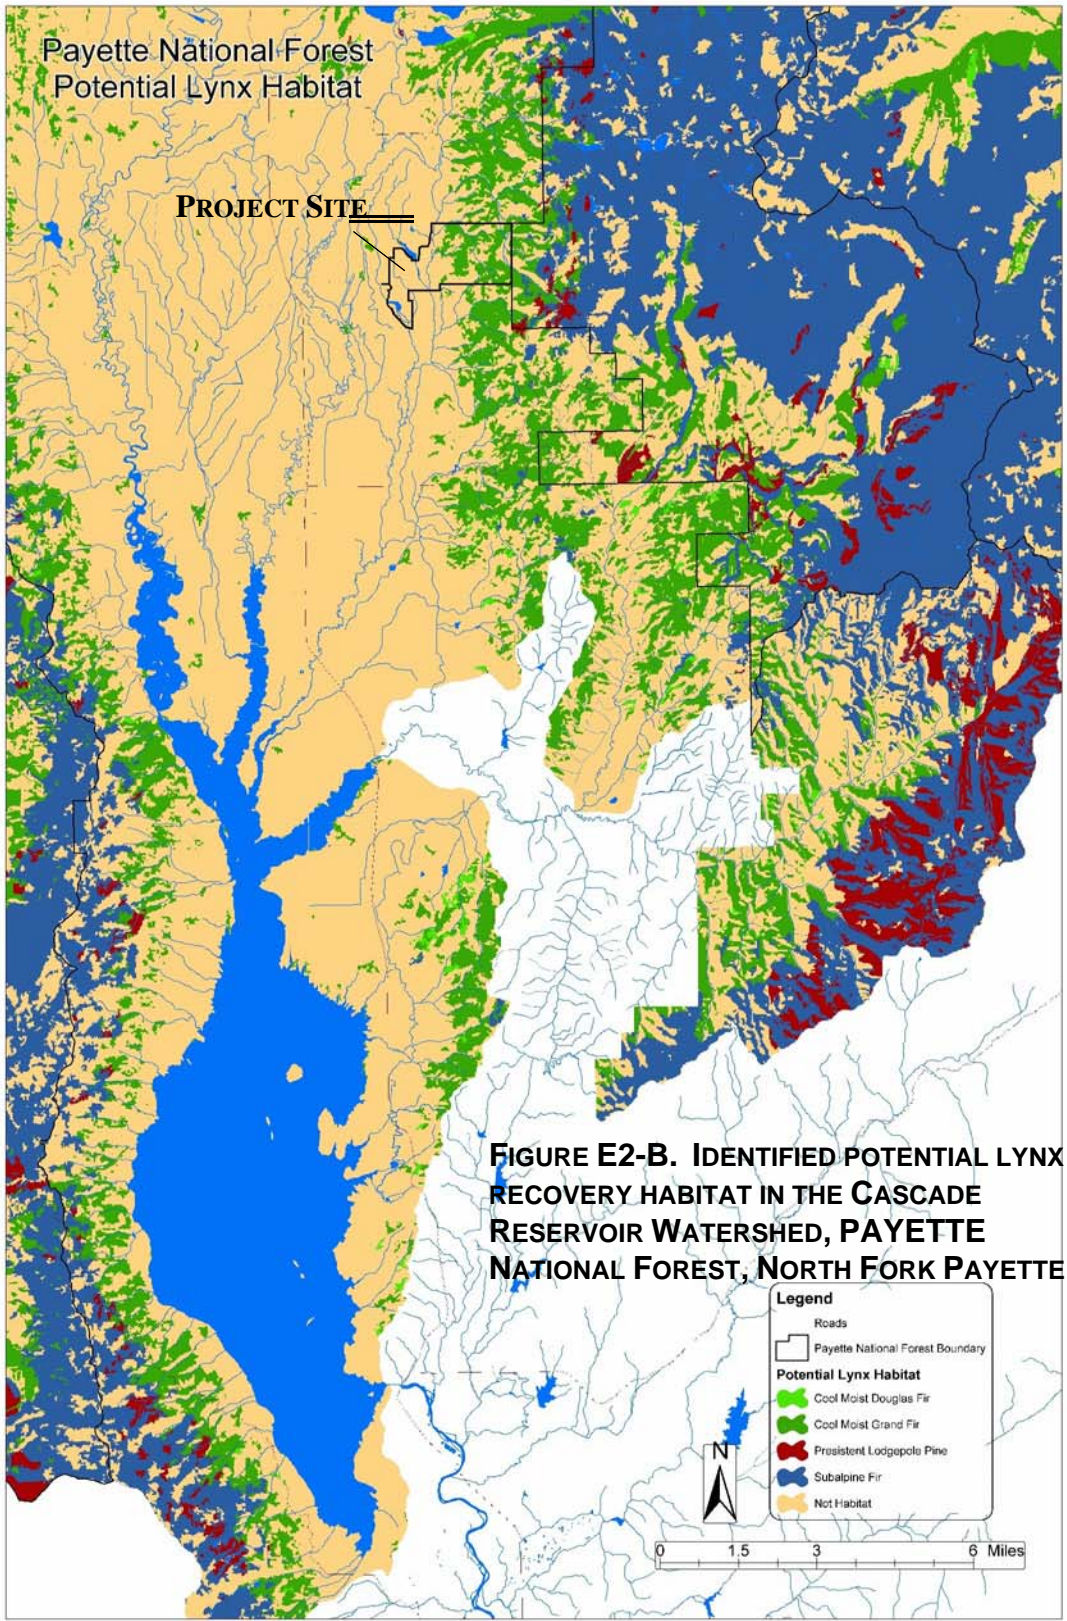 Payette National Forest
Potential Lynx Habitat
PROJECT SITE
FIGURE E2-B. IDENTIFIED POTENTIAL LYNX
RECOVERY HABITAT IN THE CASCADE
RESERVOIR WATERSHED, PAYETTE
NATIONAL FOREST, NORTH FORK PAYETTE
Legend
Roads
Payette National Forest Boundary
Potential Lynx Habitat
Cool Moist Douglas Fir
Cool Moist Grand Fir
Presistent Lodgepole Pine
Subalpine Fir
Not Habitat
N
0 1.5 3 6 Miles